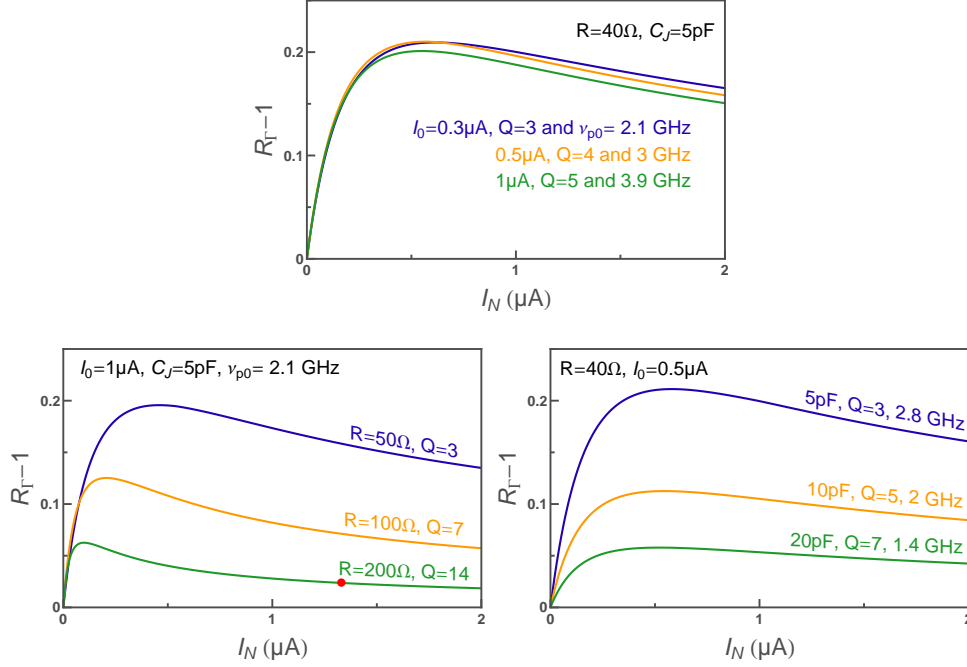 R=40Ω, C_J=5pF
0.2
I_0=0.3μA, Q=3 and ν_p0= 2.1 GHz
0.5μA, Q=4 and 3 GHz
1μA, Q=5 and 3.9 GHz
0.1
0
0
1
2
R_Γ−1
I_N (μA)
I_0=1μA, C_J=5pF, ν_p0= 2.1 GHz
0.2
R=50Ω, Q=3
0.1
R=100Ω, Q=7
R=200Ω, Q=14
0
0
1
2
R_Γ−1
I_N (μA)
R=40Ω, I_0=0.5μA
0.2
5pF, Q=3, 2.8 GHz
0.1
10pF, Q=5, 2 GHz
20pF, Q=7, 1.4 GHz
0
0
1
2
R_Γ−1
I_N (μA)